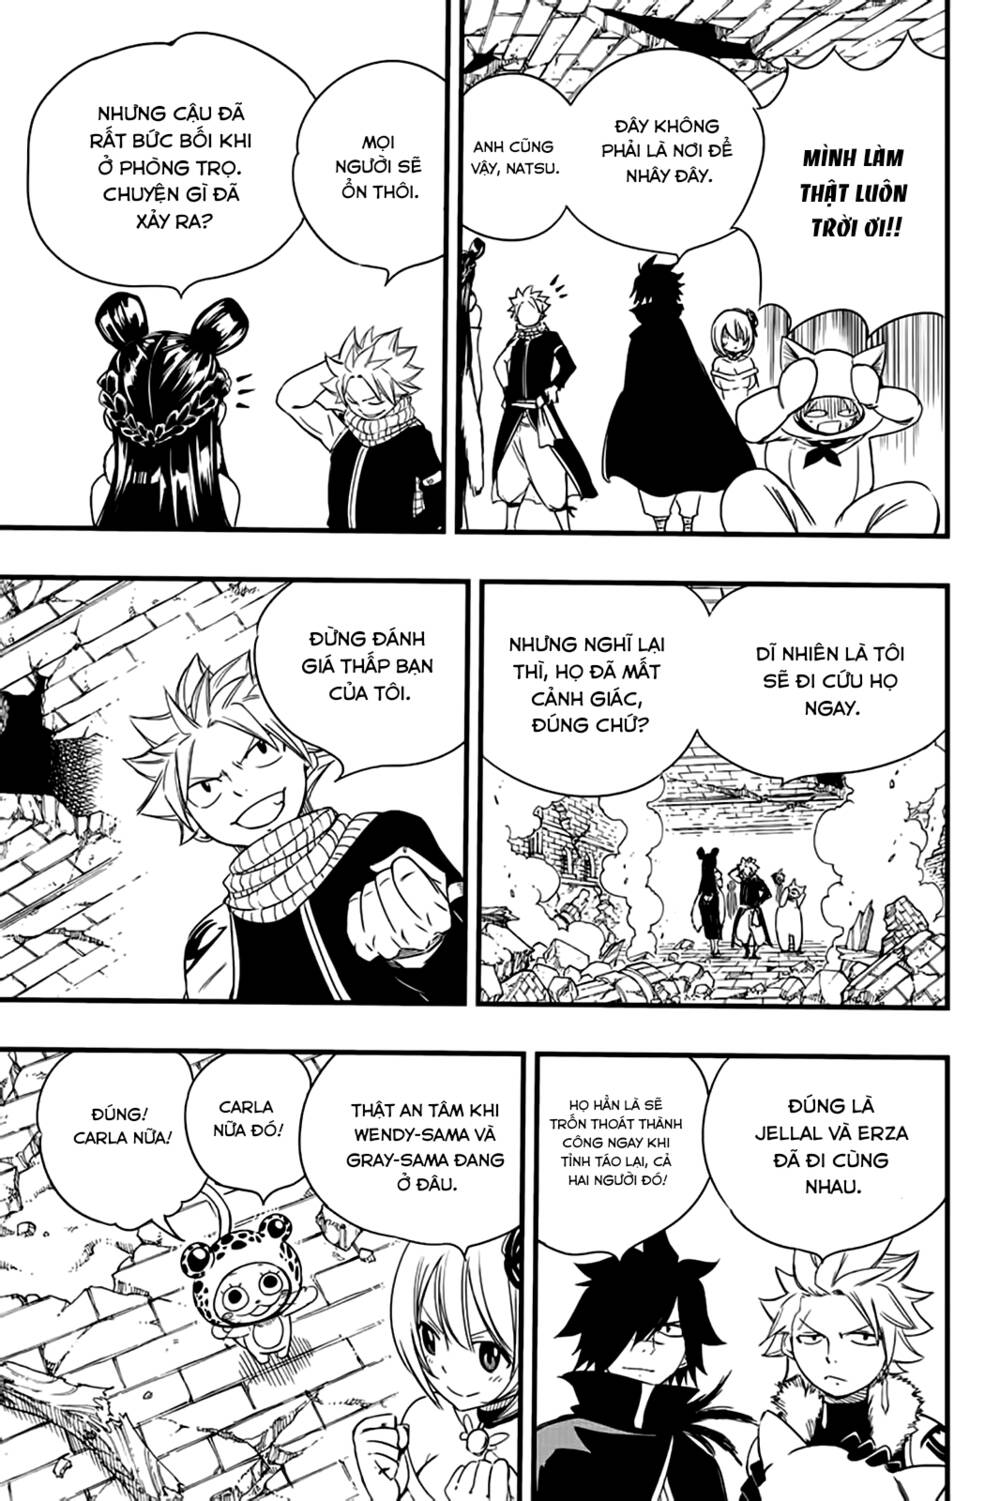 MÌNH LÀM
THẬT LUÔN
TRỜI ƠI!!
ĐÂY KHÔNG
PHẢI LÀ NƠI ĐỂ
NHÂY ĐÂY.
ANH CŨNG
VẬY, NATSU.
MỌI
NGƯỜI SẼ
ỔN THÔI.
NHƯNG CẬU ĐÃ
RẤT BỨC BỐI KHI
Ở PHÒNG TRỌ.
CHUYỆN GÌ ĐÃ
XẢY RA?
DĨ NHIÊN LÀ TÔI
SẼ ĐI CỨU HỌ
NGAY.
NHƯNG NGHĨ LẠI
THÌ, HỌ ĐÃ MẤT
CẢNH GIÁC,
ĐÚNG CHỨ?
ĐỪNG ĐÁNH
GIÁ THẤP BẠN
CỦA TÔI.
ĐÚNG LÀ
JELLAL VÀ ERZA
ĐÃ ĐI CÙNG
NHAU.
HỌ HẲN LÀ SẼ
TRỐN THOÁT THÀNH
CÔNG NGAY KHI
TỈNH TÁO LẠI, CẢ
HAI NGƯỜI ĐÓ!
THẬT AN TÂM KHI
WENDY-SAMA VÀ
GRAY-SAMA ĐANG
Ở ĐÂU.
CARLA
NỮA ĐÓ!
ĐÚNG!
CARLA NỮA!